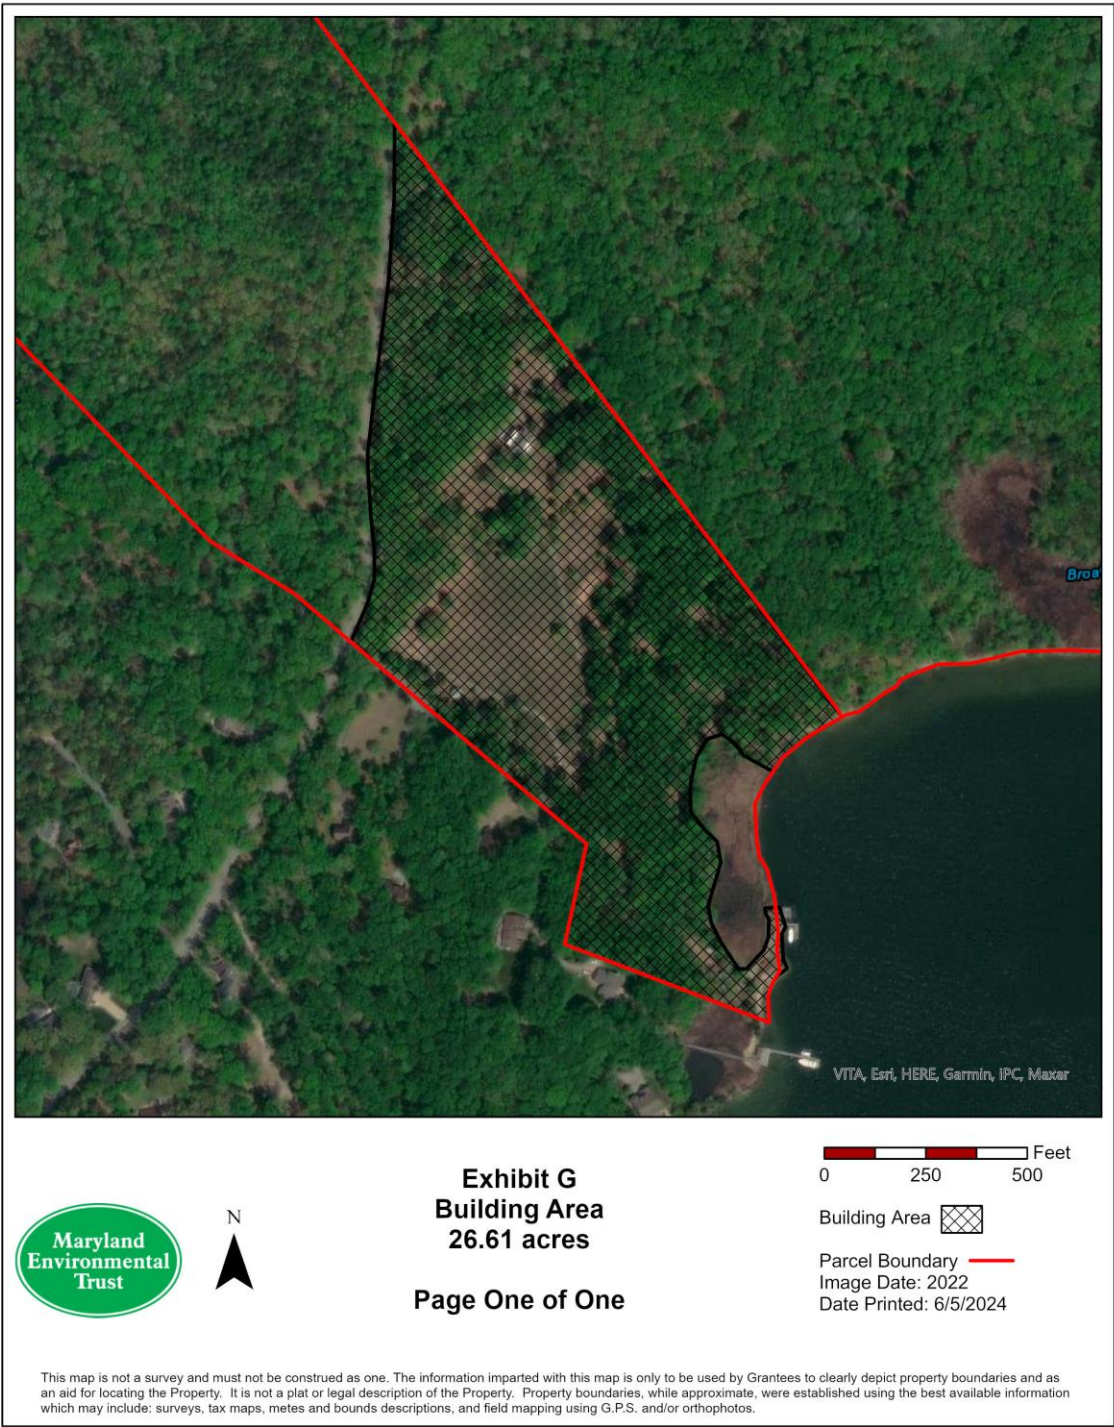 Broa
VITA, Esri, HERE, Garmin, IPC, Maxar
Maryland
Environmental
Trust
N
Exhibit G
Building Area
26.61 acres
Page One of One
Feet
0 250 500
Building Area
Parcel Boundary
Image Date: 2022
Date Printed: 6/5/2024
This map is not a survey and must not be construed as one. The information imparted with this map is only to be used by Grantees to clearly depict property boundaries and as
an aid for locating the Property. It is not a plat or legal description of the Property. Property boundaries, while approximate, were established using the best available information
which may include: surveys, tax maps, metes and bounds descriptions, and field mapping using G.P.S. and/or orthophotos.